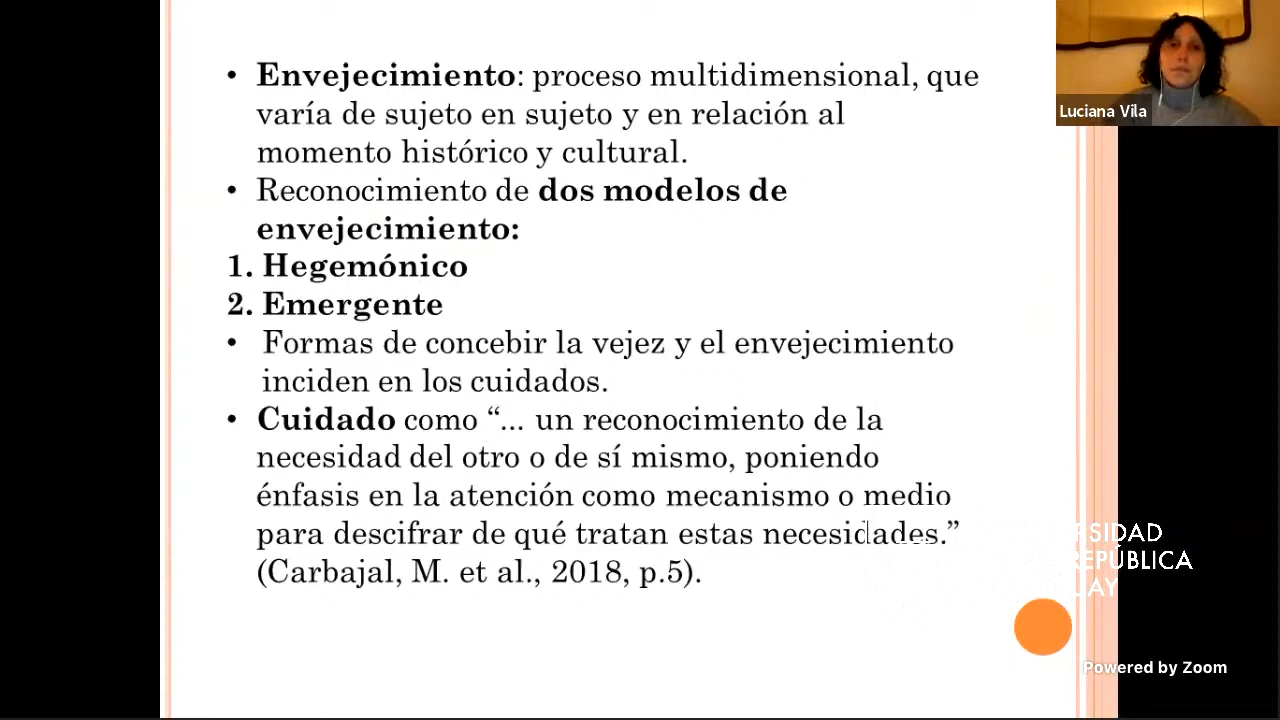 • Envejecimiento: proceso multidimensional, que
varía de sujeto en sujeto y en relación al
momento histórico y cultural.
• Reconocimiento de dos modelos de
envejecimiento:
1. Hegemónico
2. Emergente
• Formas de concebir la vejez y el envejecimiento
inciden en los cuidados.
• Cuidado como “... un reconocimiento de la
necesidad del otro o de sí mismo, poniendo
énfasis en la atención como mecanismo o medio
para descifrar de qué tratan estas necesidades.”
(Carbajal, M. et al., 2018, p.5).
Luciana Vila
REPÚBLICA
Powered by Zoom